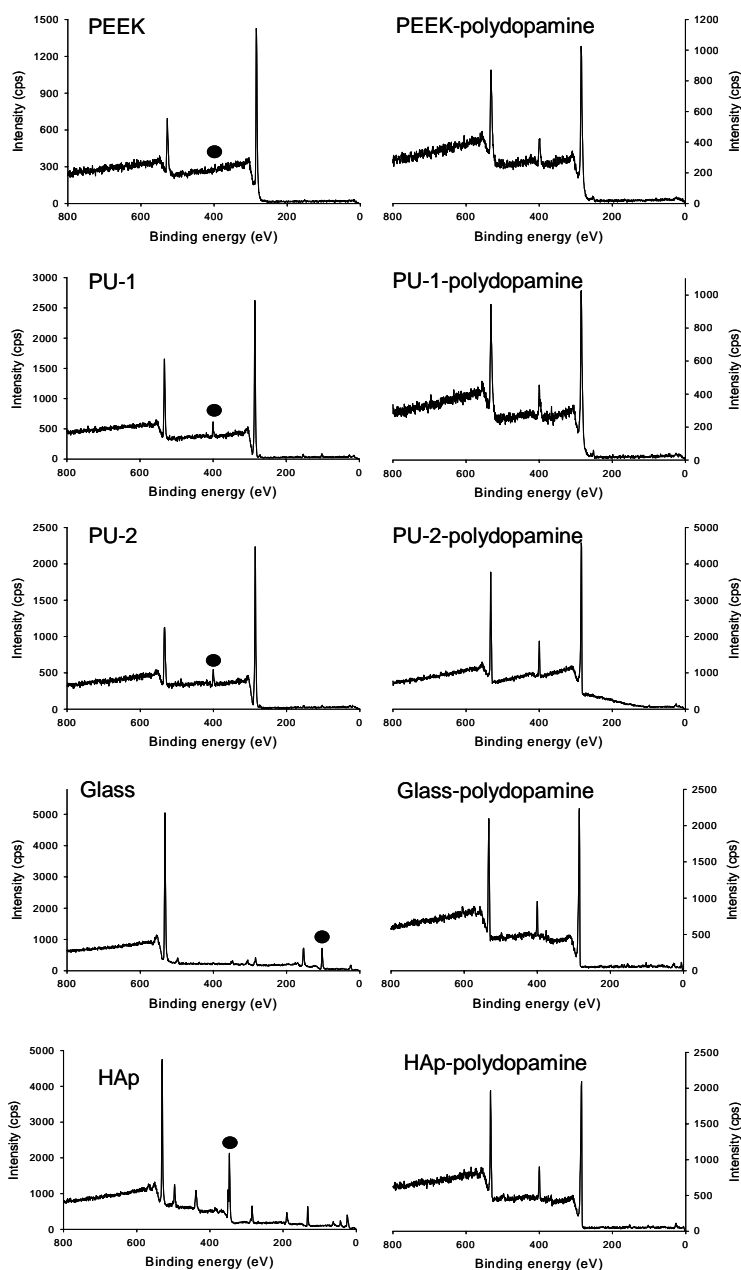 PEEK
Intensity (cps)
1500
1200
900
600
300
0
800 600 400 200 0
Binding energy (eV)
PEEK-polydopamine
1200
1000
800
600
400
200
0
Intensity (cps)
800 600 400 200 0
Binding energy (eV)
PU-1
Intensity (cps)
3000
2500
2000
1500
1000
500
0
800 600 400 200 0
Binding energy (eV)
PU-1-polydopamine
1000
800
600
400
200
0
Intensity (cps)
800 600 400 200 0
Binding energy (eV)
PU-2
Intensity (cps)
2500
2000
1500
1000
500
0
800 600 400 200 0
Binding energy (eV)
PU-2-polydopamine
5000
4000
3000
2000
1000
0
Intensity (cps)
800 600 400 200 0
Binding energy (eV)
Glass
Intensity (cps)
5000
4000
3000
2000
1000
0
800 600 400 200 0
Binding energy (eV)
Glass-polydopamine
2500
2000
1500
1000
500
0
Intensity (cps)
800 600 400 200 0
Binding energy (eV)
HAp
Intensity (cps)
5000
4000
3000
2000
1000
0
800 600 400 200 0
Binding energy (eV)
HAp-polydopamine
2500
2000
1500
1000
500
0
Intensity (cps)
800 600 400 200 0
Binding energy (eV)